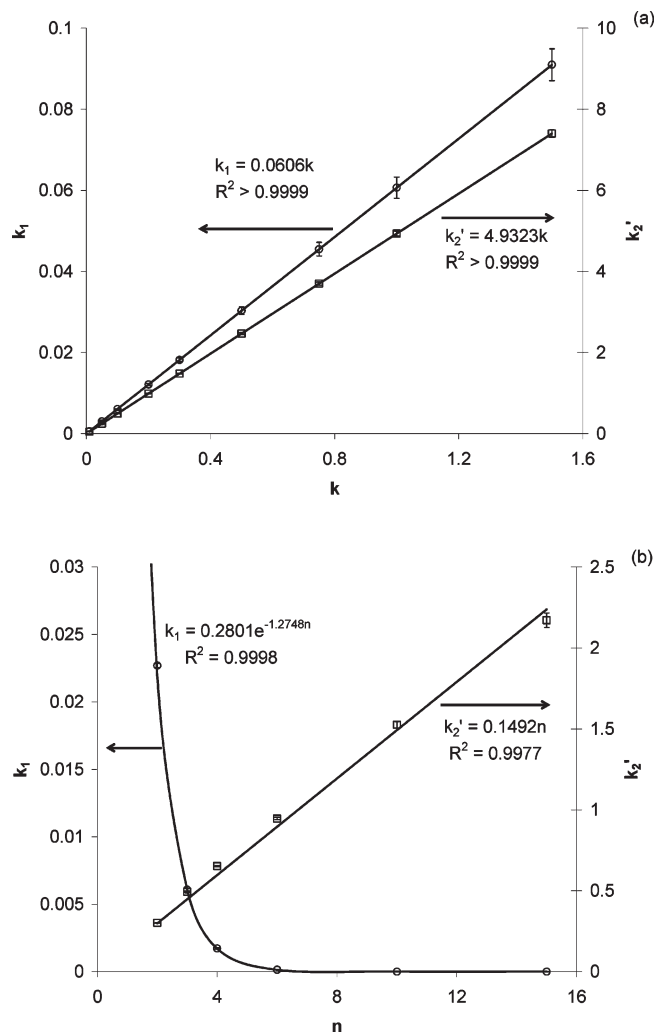 (a)
0.1
0.08
0.06
0.04
0.02
0
k₁
10
8
6
4
2
0
k₂'
k₁ = 0.0606k
R² > 0.9999
k₂' = 4.9323k
R² > 0.9999
0 0.4 0.8 1.2 1.6
k
(b)
0.03
0.025
0.02
0.015
0.01
0.005
0
k₁
2.5
2
1.5
1
0.5
0
k₂'
k₁ = 0.2801e⁻¹·²⁷⁴⁸ⁿ
R² = 0.9998
k₂' = 0.1492n
R² = 0.9977
0 4 8 12 16
n